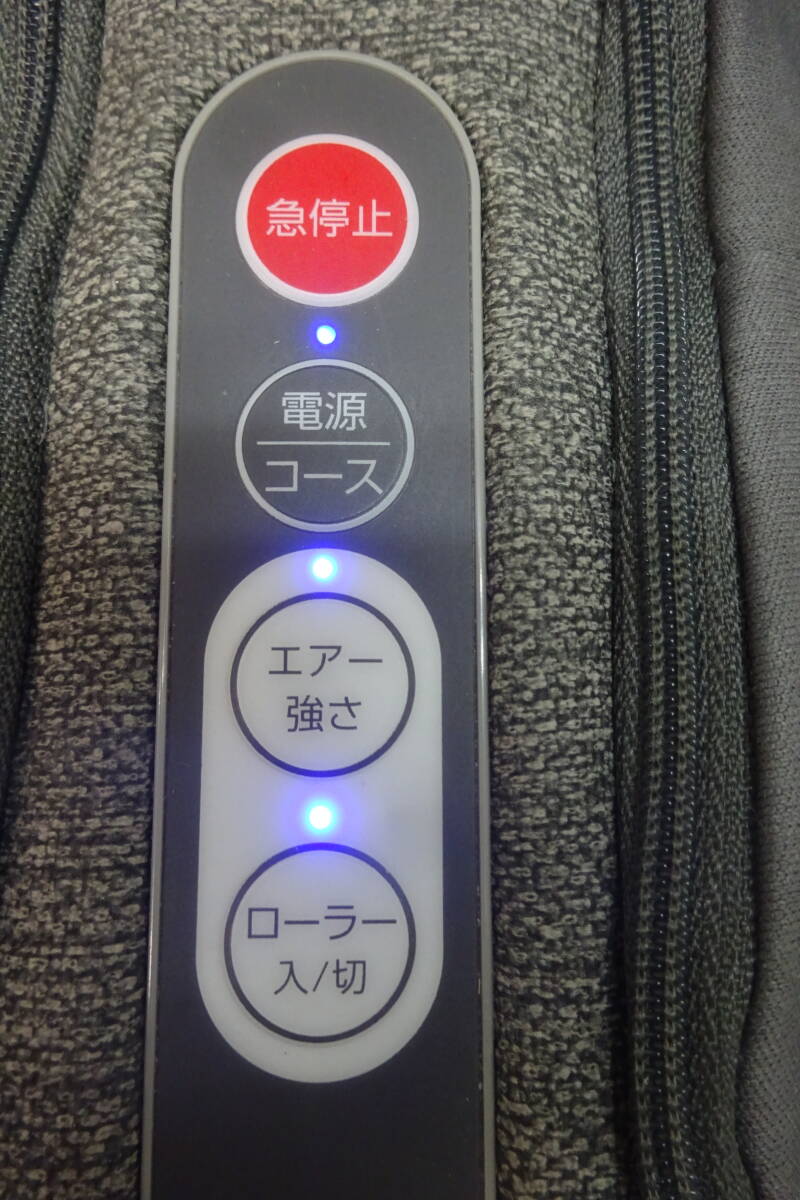 急停止
電源
コース
エアー
強さ
ローラー
入/切